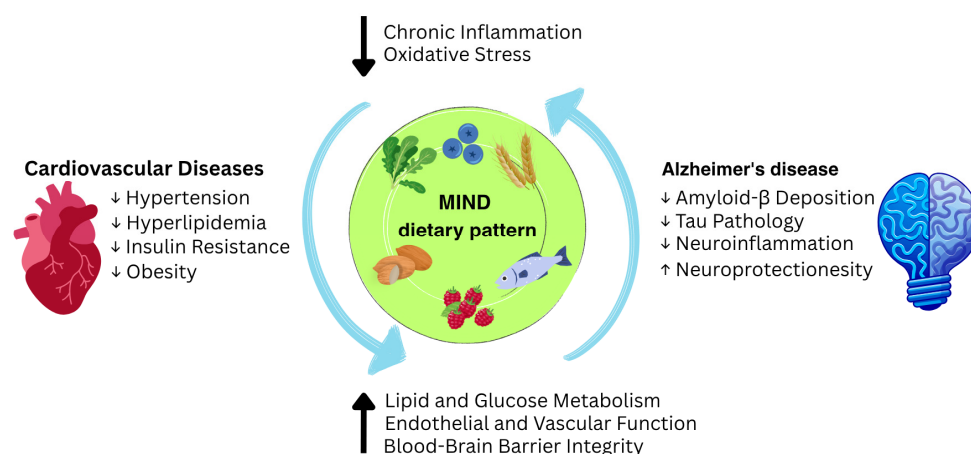 Chronic Inflammation
Oxidative Stress
Cardiovascular Diseases
↓ Hypertension
↓ Hyperlipidemia
↓ Insulin Resistance
↓ Obesity
MIND
dietary pattern
Alzheimer's disease
↓ Amyloid-β Deposition
↓ Tau Pathology
↓ Neuroinflammation
↑ Neuroprotectionesity
Lipid and Glucose Metabolism
Endothelial and Vascular Function
Blood-Brain Barrier Integrity